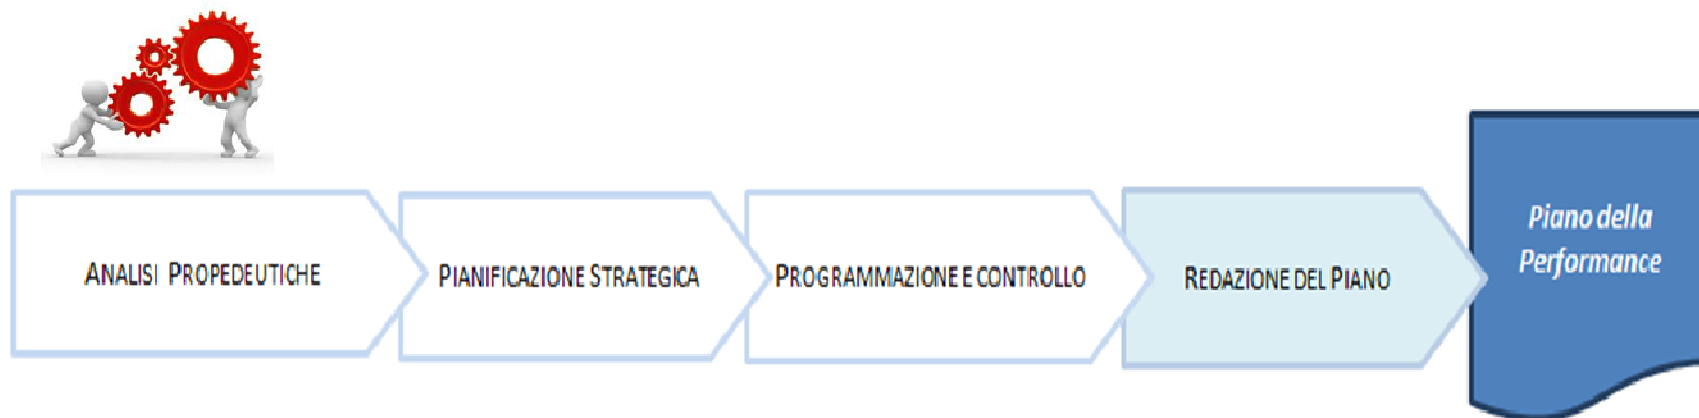 ANALISI PROPEDEUTICHE
PIANIFICAZIONE STRATEGICA
PROGRAMMAZIONE E CONTROLLO
REDAZIONE DEL PIANO
Piano della
Performance